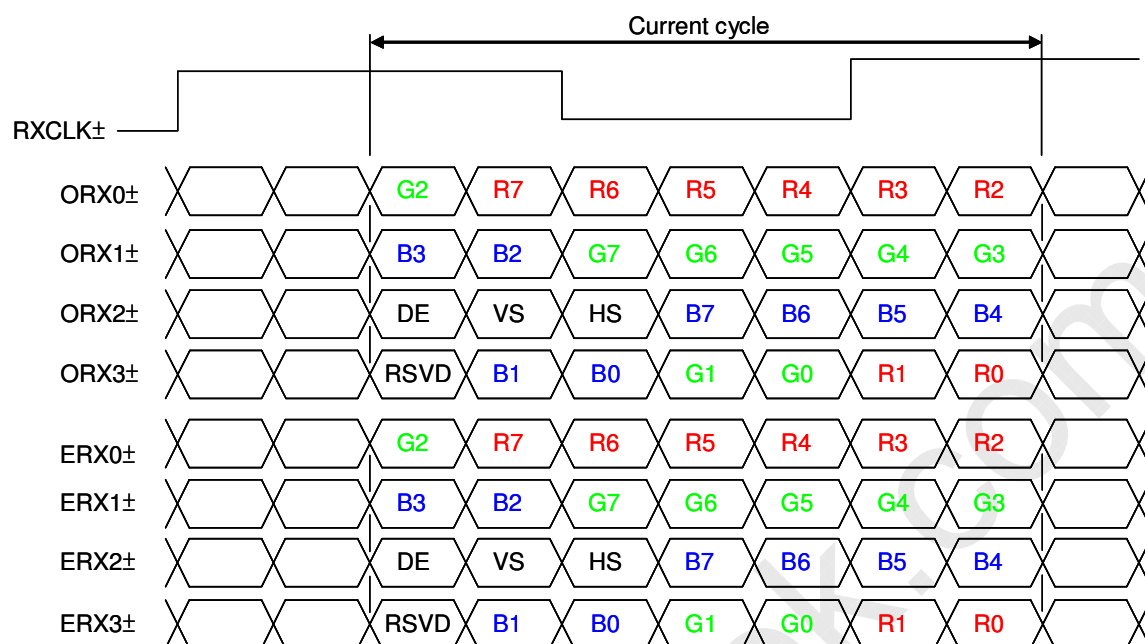 Current cycle
RXCLK±
ORX0± G2 R7 R6 R5 R4 R3 R2
ORX1± B3 B2 G7 G6 G5 G4 G3
ORX2± DE VS HS B7 B6 B5 B4
ORX3± RSVD B1 B0 G1 G0 R1 R0
ERX0± G2 R7 R6 R5 R4 R3 R2
ERX1± B3 B2 G7 G6 G5 G4 G3
ERX2± DE VS HS B7 B6 B5 B4
ERX3± RSVD B1 B0 G1 G0 R1 R0
k.com